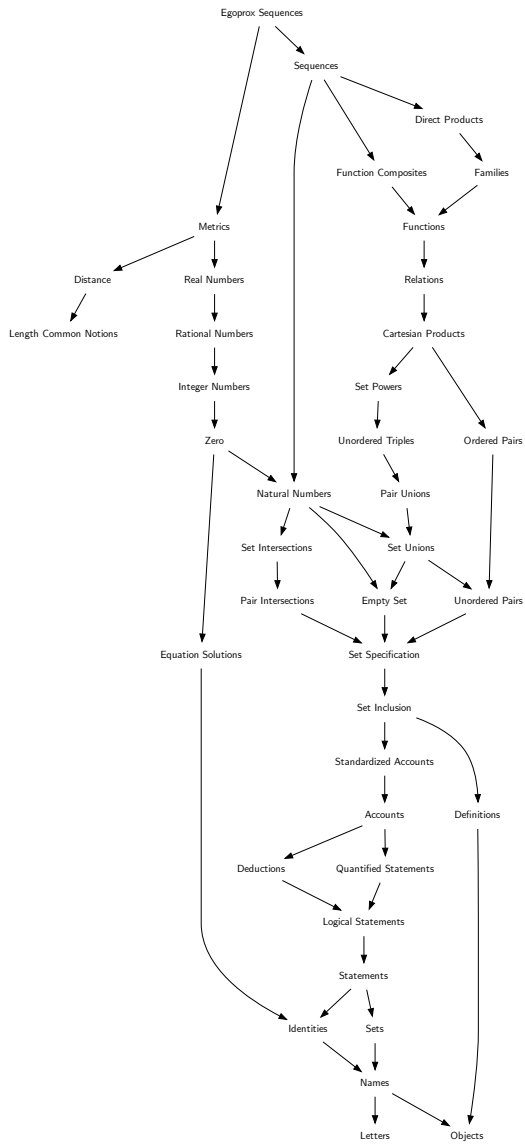 Egoprox Sequences
Sequences
Direct Products
Function Composites
Families
Metrics
Functions
Distance
Real Numbers
Relations
Length Common Notions
Rational Numbers
Cartesian Products
Integer Numbers
Set Powers
Zero
Unordered Triples
Ordered Pairs
Natural Numbers
Pair Unions
Set Intersections
Set Unions
Pair Intersections
Empty Set
Unordered Pairs
Equation Solutions
Set Specification
Set Inclusion
Standardized Accounts
Accounts
Definitions
Deductions
Quantified Statements
Logical Statements
Statements
Identities
Sets
Names
Letters
Objects